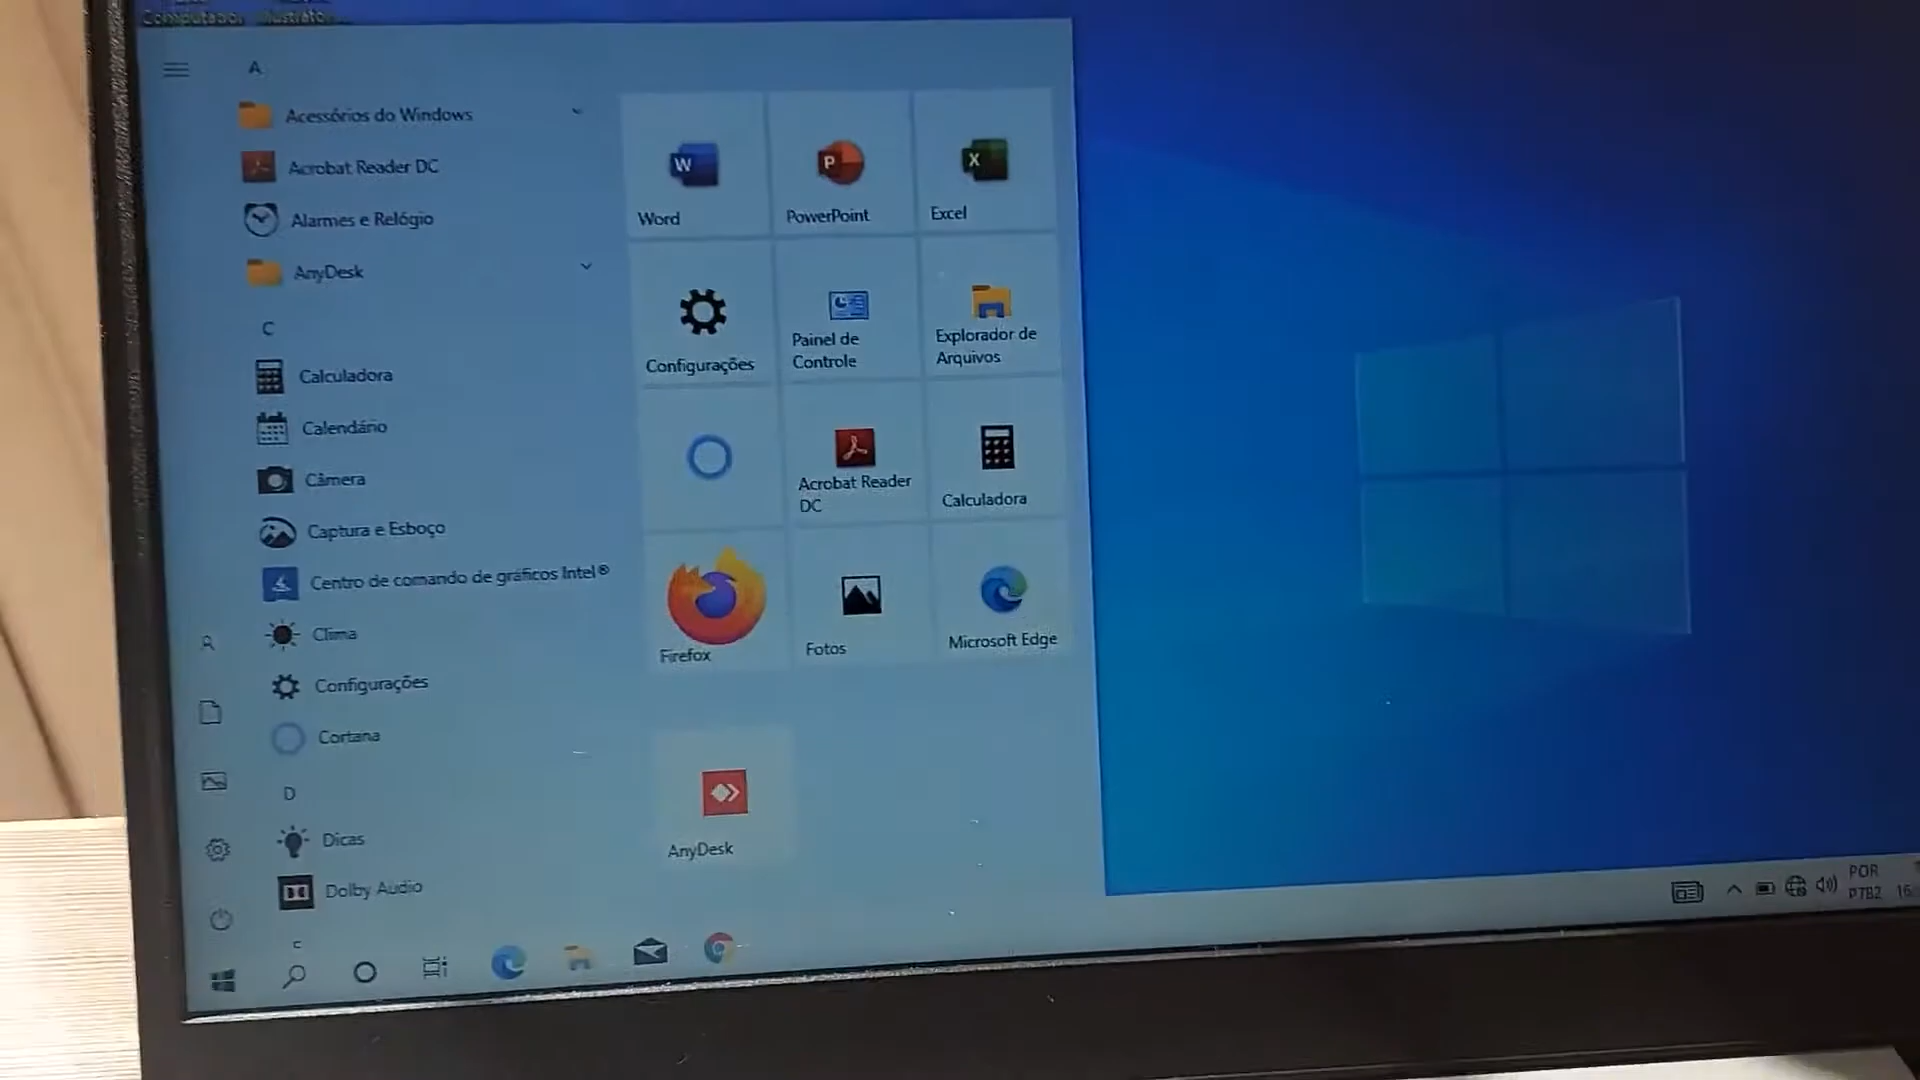 Computador Illustrator
A
Acessórios do Windows
Acrobat Reader DC
Alarmes e Relógio
AnyDesk
C
Calculadora
Calendário
Câmera
Captura e Esboço
Centro de comando de gráficos Intel®
Clima
Configurações
Cortana
D
Dicas
Dolby Audio
W
Word
P
PowerPoint
X
Excel
Configurações
Painel de
Controle
Explorador de
Arquivos
Acrobat Reader
DC
Calculadora
Firefox
Fotos
Microsoft Edge
AnyDesk
POR
PTB2